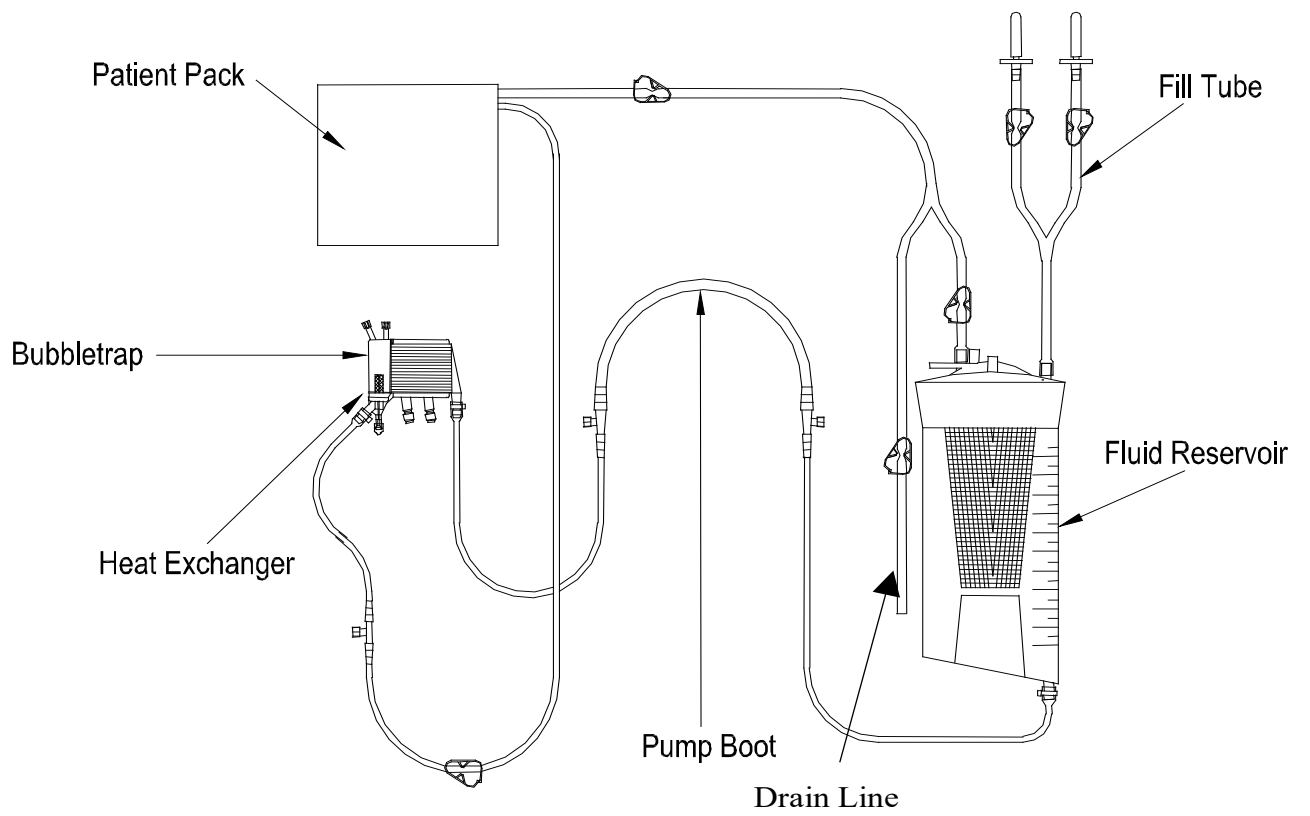 Patient Pack
Fill Tube
Bubbletrap
Fluid Reservoir
Heat Exchanger
Pump Boot
Drain Line